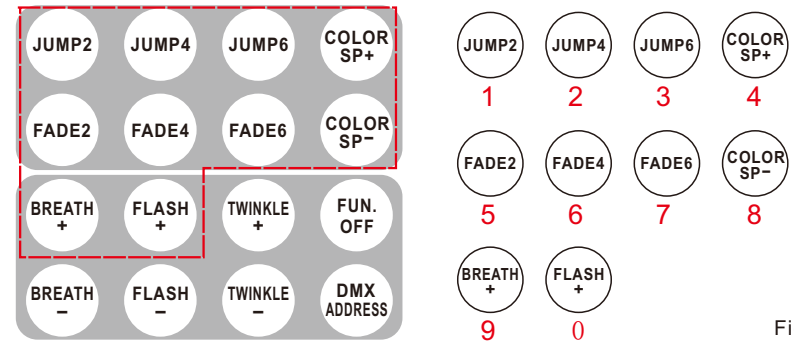 JUMP2 JUMP4 JUMP6 COLOR SP+
FADE2 FADE4 FADE6 COLOR SP-
BREATH + FLASH + TWINKLE + FUN. OFF
BREATH - FLASH - TWINKLE - DMX ADDRESS
JUMP2 JUMP4 JUMP6 COLOR SP+
1 2 3 4
FADE2 FADE4 FADE6 COLOR SP-
5 6 7 8
BREATH + FLASH +
9 0
Fi